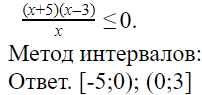 (x+5)(x–3)
x
≤0.
Метод интервалов:
Ответ. [-5;0); (0;3]